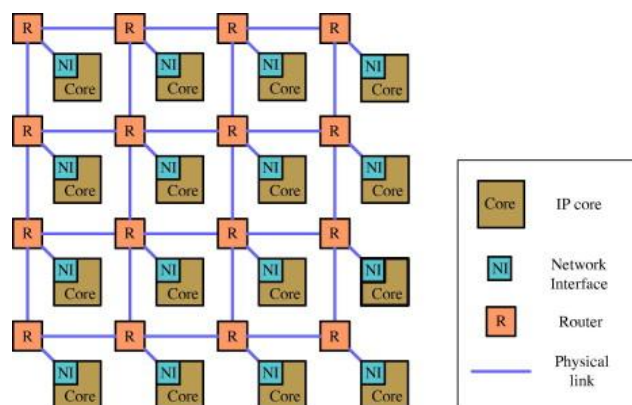 R R R R
NI NI NI NI
Core Core Core Core
R R R R
NI NI NI NI
Core Core Core Core
R R R R
NI NI NI NI
Core Core Core Core
R R R R
NI NI NI NI
Core Core Core Core
Core IP core
NI Network
Interface
R Router
Physical
link